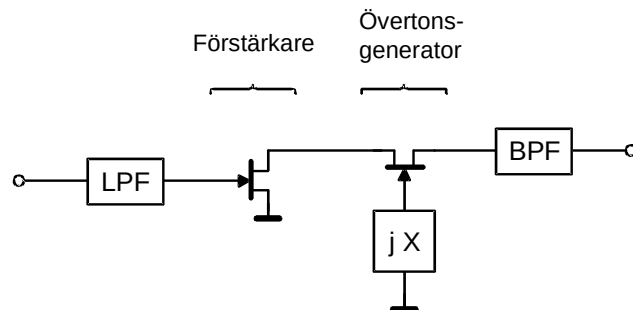 Förstärkare
Övertons-
generator
LPF
BPF
j X